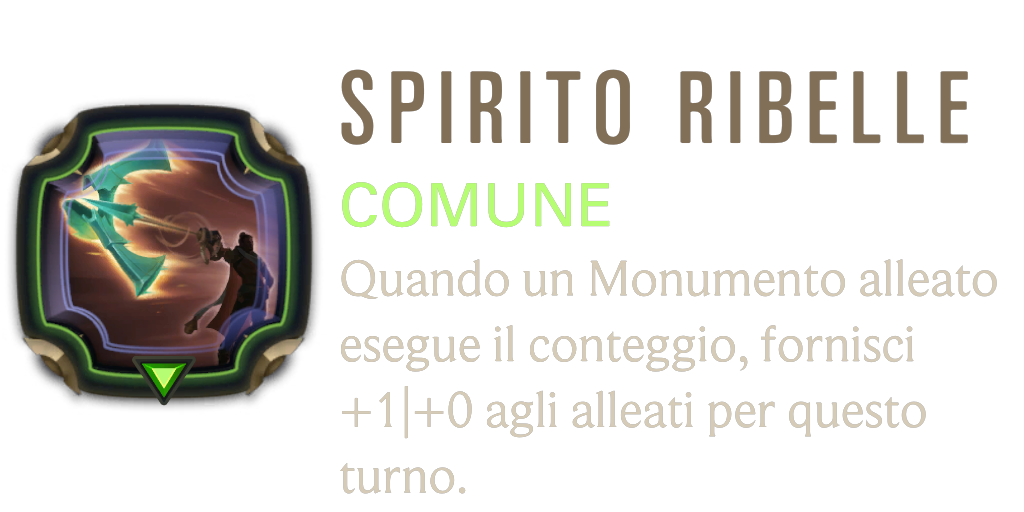 SPIRITO RIBELLE
COMUNE
Quando un Monumento alleato
esegue il conteggio, fornisci
+1|+0 agli alleati per questo
turno.